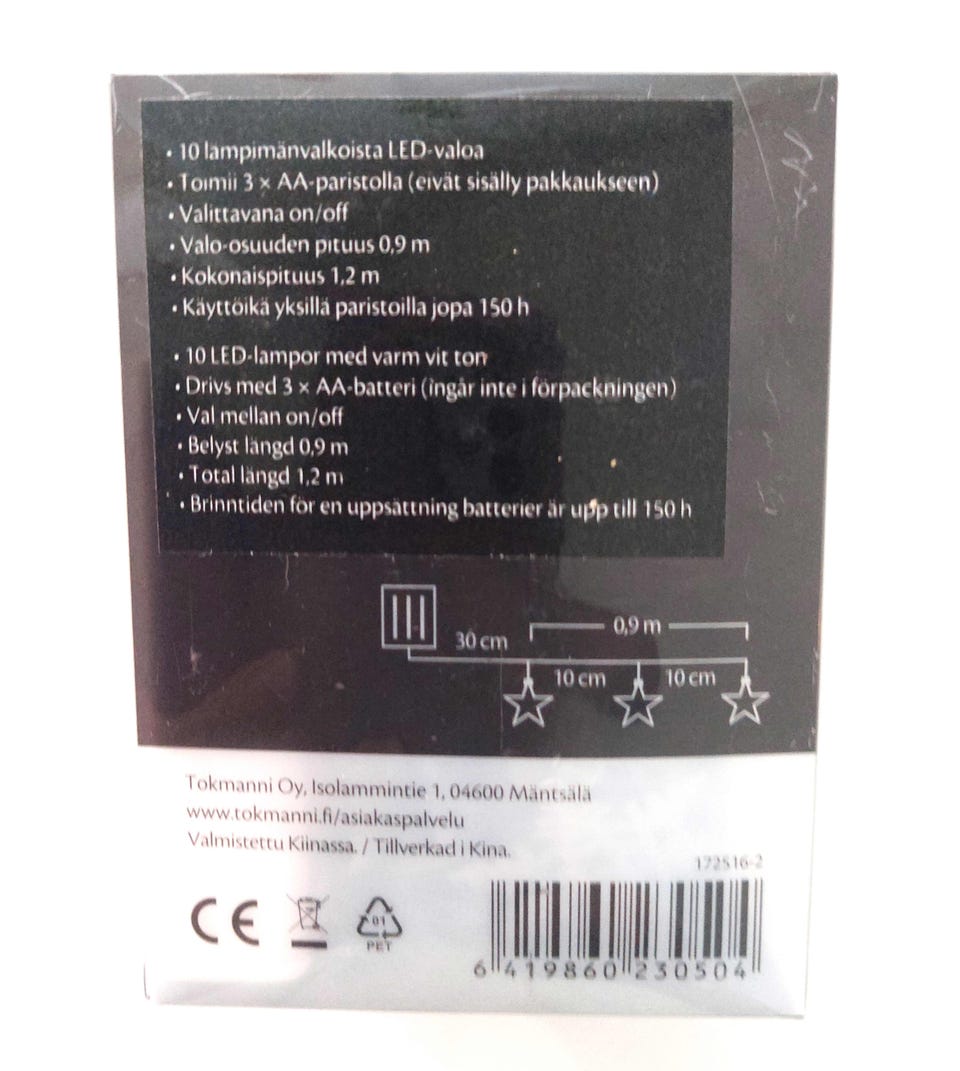 • 10 lämpimänvalkoista LED-valoa
• Toimii 3 × AA-paristolla (eivät sisälly pakkaukseen)
• Valittavana on/off
• Valo-osuuden pituus 0,9 m
• Kokonaispituus 1,2 m
• Käyttöikä yksillä paristoilla jopa 150 h
• 10 LED-lampor med varm vit ton
• Drivs med 3 × AA-batteri (ingår inte i förpackningen)
• Val mellan on/off
• Belyst längd 0,9 m
• Total längd 1,2 m
• Brinntiden för en uppsättning batterier är upp till 150 h
0,9 m
30 cm
10 cm 10 cm
Tokmanni Oy, Isolammintie 1, 04600 Mäntsälä
www.tokmanni.fi/asiakaspalvelu
Valmistettu Kiinassa. / Tillverkad i Kina.
172516-2
CE
01
PET
6 419860 230504